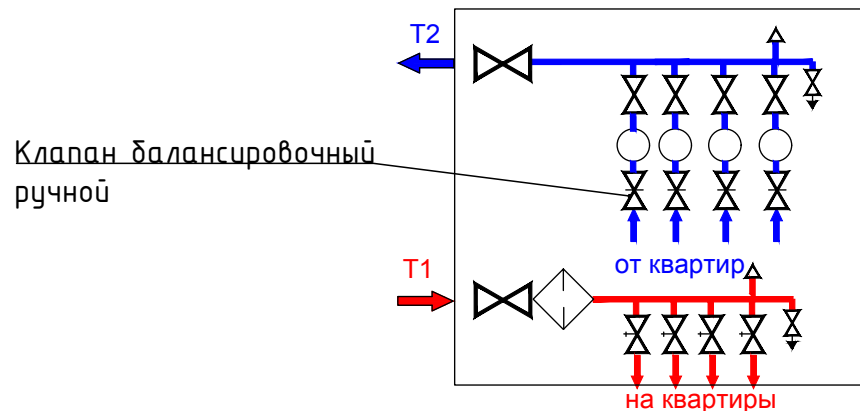 T2
Клапан балансировочный
ручной
от квартир
T1
на квартиры